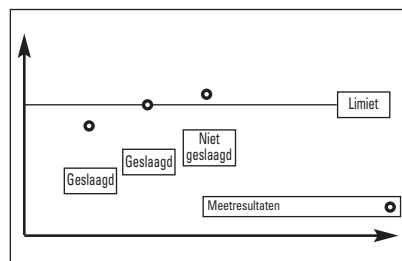 Limiet
Niet
geslaagd
Geslaagd
Geslaagd
Meetresultaten